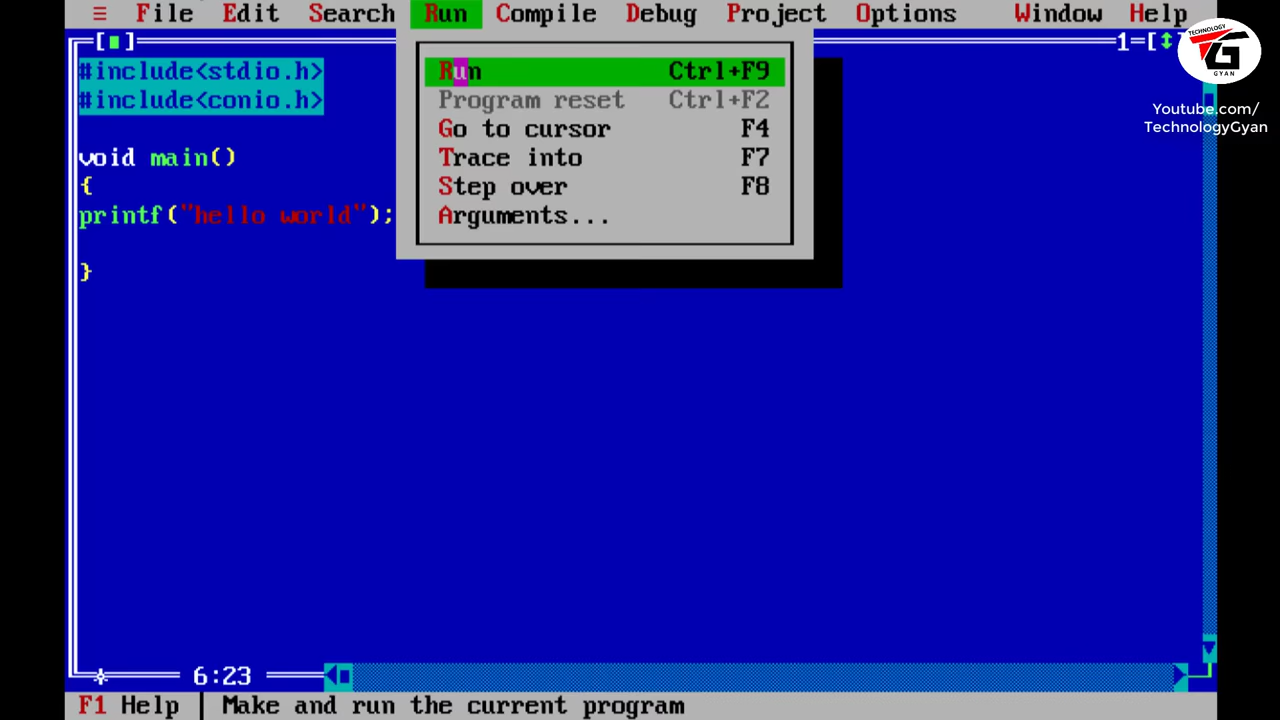 ≡ File Edit Search Run Compile Debug Project Options Window Help
[■] 1=[↕]
#include<stdio.h>
#include<conio.h>
void main()
{
printf("hello world");
}
Run Ctrl+F9
Program reset Ctrl+F2
Go to cursor F4
Trace into F7
Step over F8
Arguments...
TECHNOLOGY
TG
GYAN
Youtube.com/
TechnologyGyan
6:23
F1 Help │ Make and run the current program